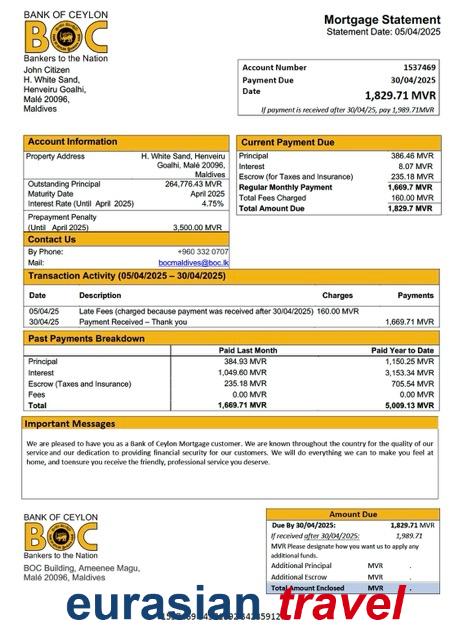 BANK OF CEYLON
BOC
Bankers to the Nation
John Citizen
H. White Sand,
Henveiru Goalhi,
Malé 20096,
Maldives
Mortgage Statement
Statement Date: 05/04/2025
Account Number 1537469
Payment Due Date 30/04/2025
1,829.71 MVR
If payment is received after 30/04/25, pay 1,989.71MVR
Account Information
Property Address H. White Sand, Henveiru
Goalhi, Malé 20096,
Maldives
Outstanding Principal 264,776.43 MVR
Maturity Date April 2025
Interest Rate (Until April 2025) 4.75%
Prepayment Penalty
(Until April 2025) 3,500.00 MVR
Contact Us
By Phone: +960 332 0707
Mail: bocmaldives@boc.lk
Current Payment Due
Principal 386.46 MVR
Interest 8.07 MVR
Escrow (for Taxes and Insurance) 235.18 MVR
Regular Monthly Payment 1,669.7 MVR
Total Fees Charged 160.00 MVR
Total Amount Due 1,829.7 MVR
Transaction Activity (05/04/2025 – 30/04/2025)
Date Description Charges Payments
05/04/25 Late Fees (charged because payment was received after 30/04/2025) 160.00 MVR
30/04/25 Payment Received – Thank you 1,669.71 MVR
Past Payments Breakdown
Paid Last Month Paid Year to Date
Principal 384.93 MVR 1,150.25 MVR
Interest 1,049.60 MVR 3,153.34 MVR
Escrow (Taxes and Insurance) 235.18 MVR 705.54 MVR
Fees 0.00 MVR 0.00 MVR
Total 1,669.71 MVR 5,009.13 MVR
Important Messages
We are pleased to have you as a Bank of Ceylon Mortgage customer. We are known throughout the country for the quality of our
service and our dedication to providing financial security for our customers. We will do everything we can to make you feel at
home, and toensure you receive the friendly, professional service you deserve.
BANK OF CEYLON
BOC
Bankers to the Nation
BOC Building, Ameenee Magu,
Malé 20096, Maldives
Amount Due
Due By 30/04/2025: 1,829.71 MVR
If received after 30/04/2025: 1,989.71
MVR Please designate how you want us to apply any
additional funds.
Additional Principal MVR .
Additional Escrow MVR .
Total Amount Enclosed MVR .
eurasian travel